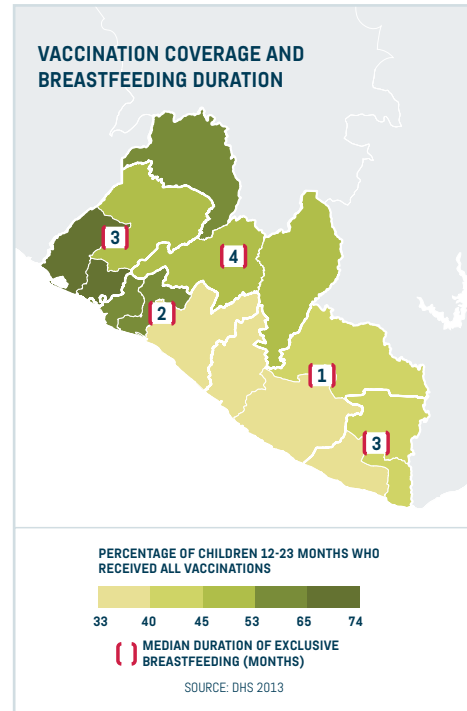 VACCINATION COVERAGE AND
BREASTFEEDING DURATION
3
4
2
1
3
PERCENTAGE OF CHILDREN 12-23 MONTHS WHO
RECEIVED ALL VACCINATIONS
33 40 45 53 65 74
MEDIAN DURATION OF EXCLUSIVE
BREASTFEEDING (MONTHS)
SOURCE: DHS 2013